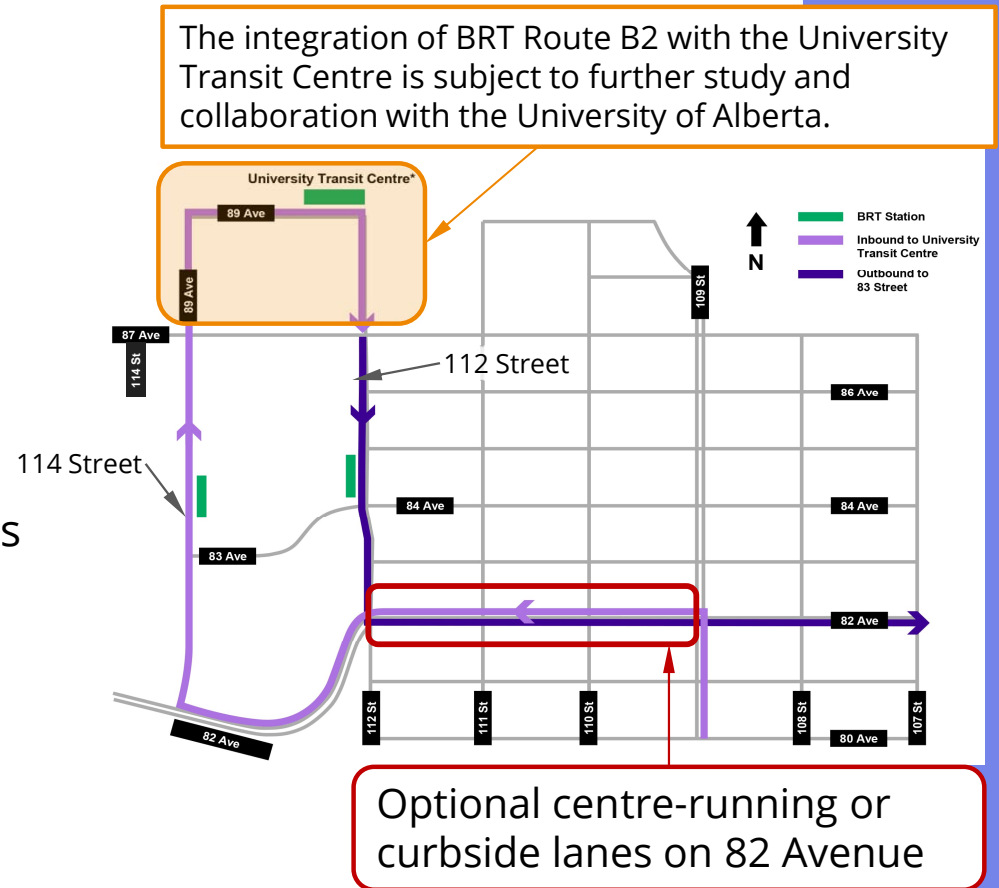 The integration of BRT Route B2 with the University
Transit Centre is subject to further study and
collaboration with the University of Alberta.
University Transit Centre*
89 Ave
89 Ave
BRT Station
Inbound to University
Transit Centre
Outbound to
83 Street
N
109 St
87 Ave
114 St
112 Street
86 Ave
114 Street
84 Ave
84 Ave
s
83 Ave
82 Ave
82 Ave
112 St
111 St
110 St
108 St
107 St
80 Ave
Optional centre-running or
curbside lanes on 82 Avenue